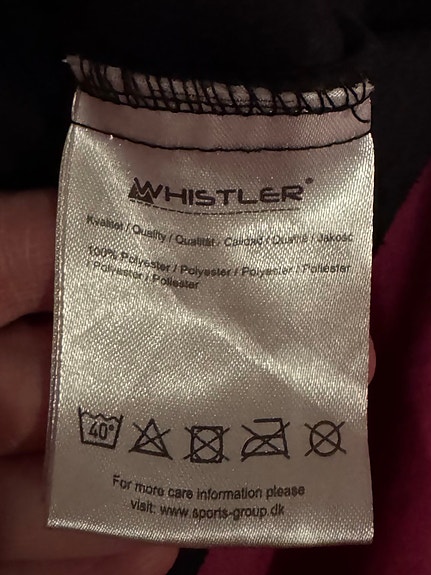 WHISTLER®
Kvalitet / Quality / Qualität / Calidad / Qualité / Jakość
100% Polyester / Polyester / Polyester / Poliester
Polyester / Poliester
40°
For more care information please
visit: www.sports-group.dk